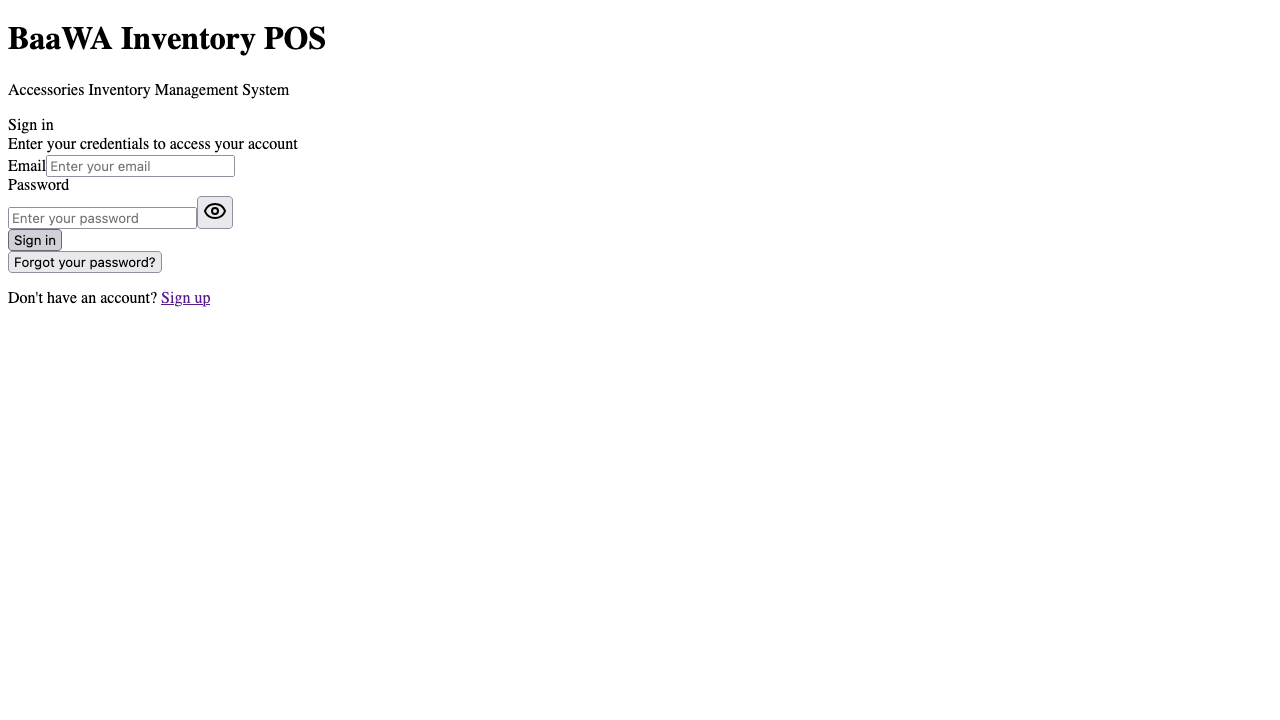 BaaWA Inventory POS
Accessories Inventory Management System
Sign in
Enter your credentials to access your account
Email Enter your email
Password
Enter your password
Sign in
Forgot your password?
Don't have an account? Sign up